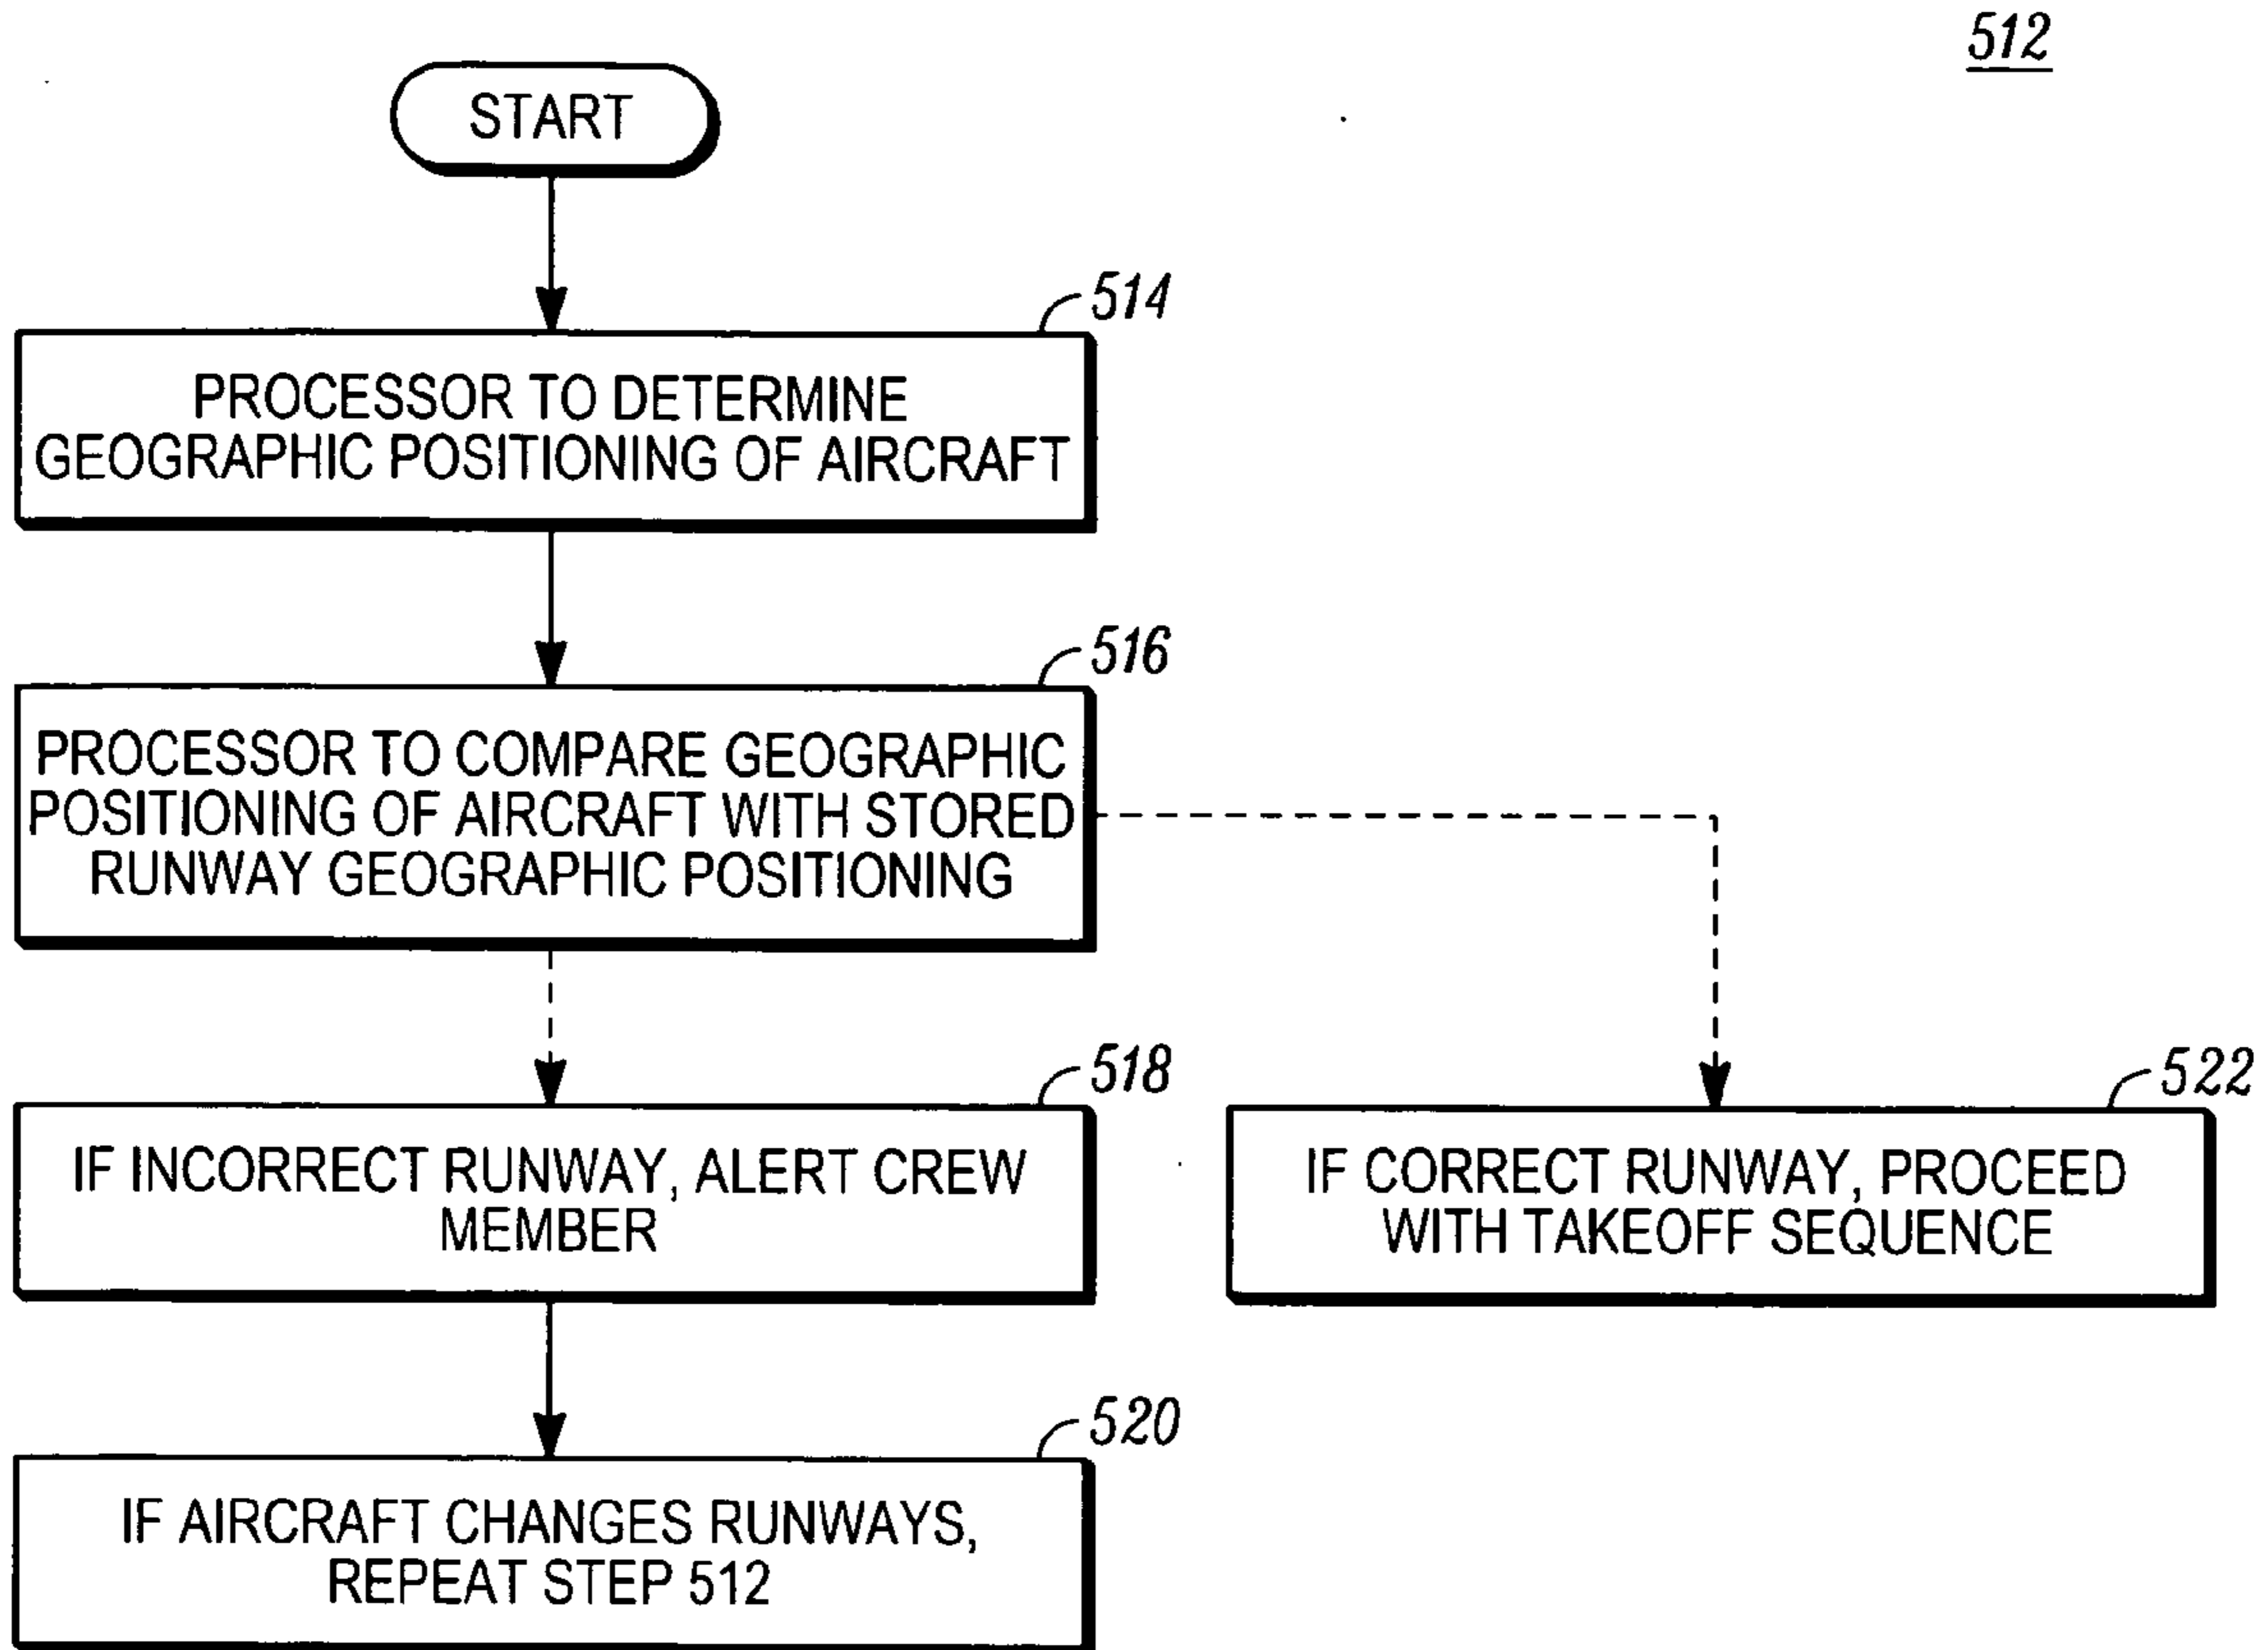 512
START
514
PROCESSOR TO DETERMINE
GEOGRAPHIC POSITIONING OF AIRCRAFT
516
PROCESSOR TO COMPARE GEOGRAPHIC
POSITIONING OF AIRCRAFT WITH STORED
RUNWAY GEOGRAPHIC POSITIONING
518
IF INCORRECT RUNWAY, ALERT CREW
MEMBER
522
IF CORRECT RUNWAY, PROCEED
WITH TAKEOFF SEQUENCE
520
IF AIRCRAFT CHANGES RUNWAYS,
REPEAT STEP 512